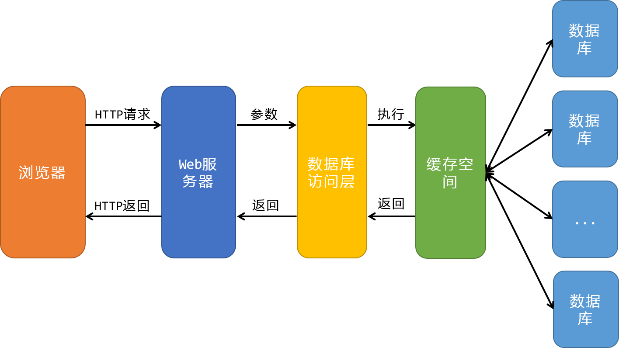 浏览器
HTTP请求
HTTP返回
Web服
务器
参数
返回
数据库
访问层
执行
返回
缓存空
间
数据
库
数据
库
...
数据
库